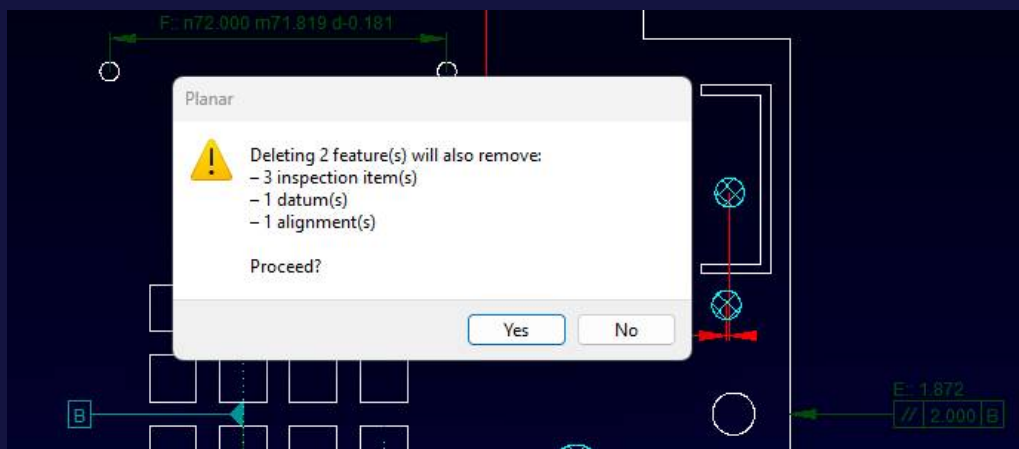 F:: n72.000 m71.819 d-0.181
Planar
Deleting 2 feature(s) will also remove:
– 3 inspection item(s)
– 1 datum(s)
– 1 alignment(s)
Proceed?
Yes
No
B
E:: 1.872
// 2.000 B